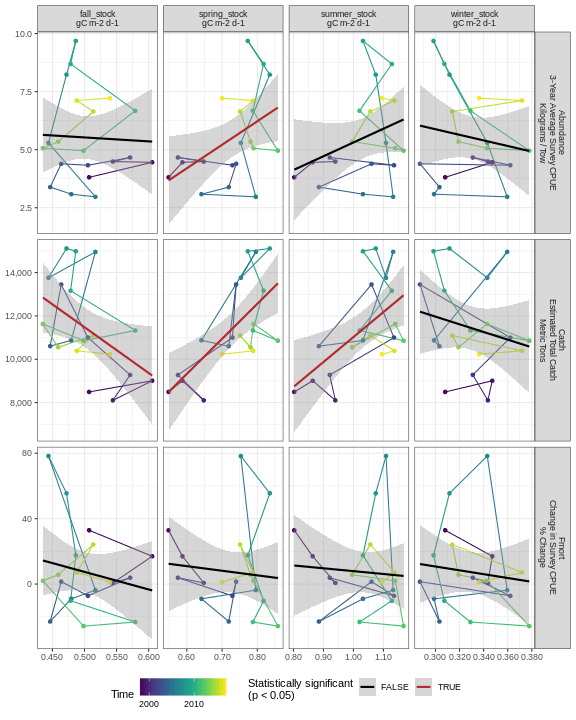 fall_stock
gC m-2 d-1
spring_stock
gC m-2 d-1
summer_stock
gC m-2 d-1
winter_stock
gC m-2 d-1
10.0
7.5
5.0
2.5
Abundance
3-Year Average Survey CPUE
Kilograms / Tow
14,000
12,000
10,000
8,000
Catch
Estimated Total Catch
Metric Tons
80
40
0
Fmort
Change in Survey CPUE
% Change
0.450 0.500 0.550 0.600
0.60 0.70 0.80
0.80 0.90 1.00 1.10
0.300 0.320 0.340 0.360 0.380
Time
2000 2010
Statistically significant
(p < 0.05)
FALSE
TRUE